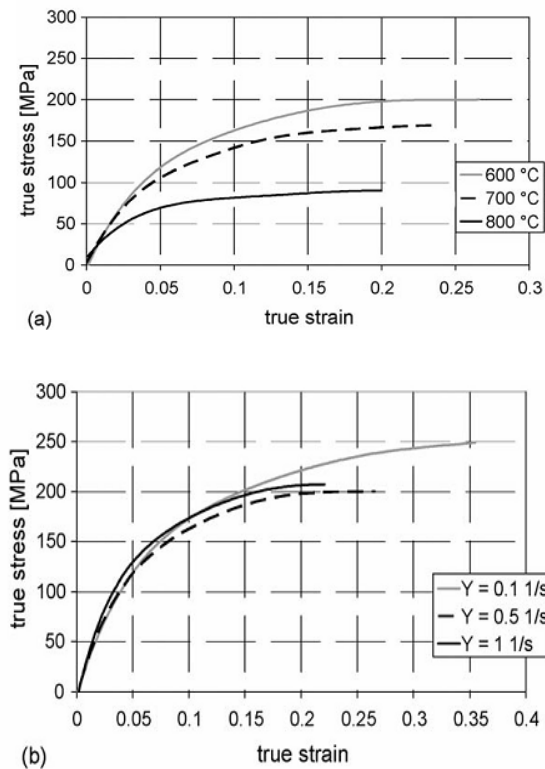 true stress [MPa]
300
250
200
150
100
50
0
0 0.05 0.1 0.15 0.2 0.25 0.3
true strain
600 °C
700 °C
800 °C
(a)
true stress [MPa]
300
250
200
150
100
50
0
0 0.05 0.1 0.15 0.2 0.25 0.3 0.35 0.4
true strain
Y = 0.1 1/s
Y = 0.5 1/s
Y = 1 1/s
(b)